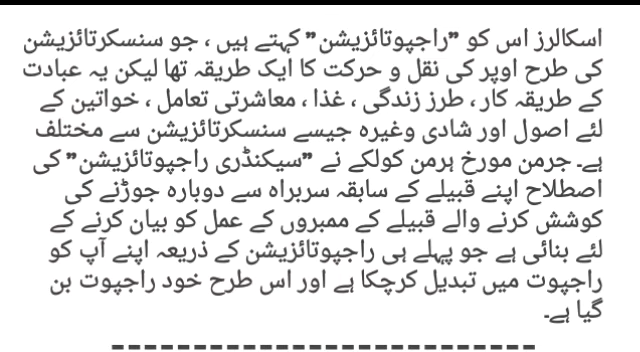 اسکالرز اس کو ”راجپوتائزیشن” کہتے ہیں ، جو سنسکرتائزیشن
کی طرح اوپر کی نقل و حرکت کا ایک طریقہ تھا لیکن یہ عبادت
کے طریقہ کار ، طرز زندگی ، غذا ، معاشرتی تعامل ، خواتین کے
لئے اصول اور شادی وغیرہ جیسے سنسکرتائزیشن سے مختلف
ہے۔ جرمن مورخ ہرمن کولکے نے ”سیکنڈری راجپوتائزیشن” کی
اصطلاح اپنے قبیلے کے سابقہ سربراہ سے دوبارہ جوڑنے کی
کوشش کرنے والے قبیلے کے ممبروں کے عمل کو بیان کرنے کے
لئے بنائی ہے جو پہلے ہی راجپوتائزیشن کے ذریعہ اپنے آپ کو
راجپوت میں تبدیل کرچکا ہے اور اس طرح خود راجپوت بن
گیا ہے۔
--------------------------